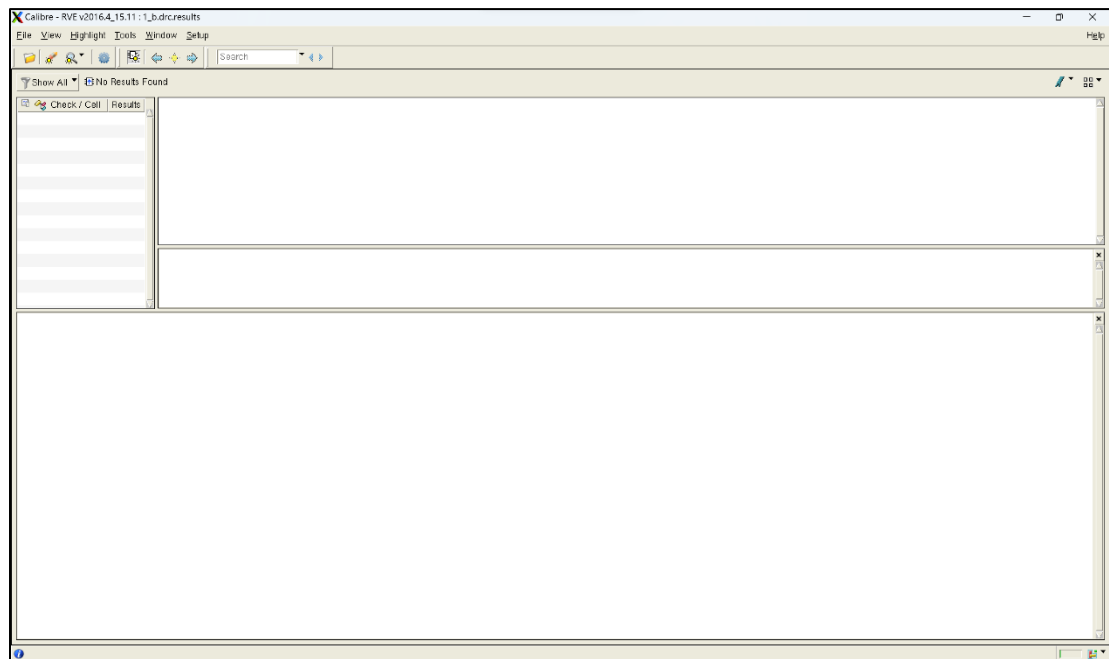 Calibre - RVE v2016.4_15.11 : 1_b.drc.results
File View Highlight Tools Window Setup Help
Search
Show All No Results Found
Check / Cell Results